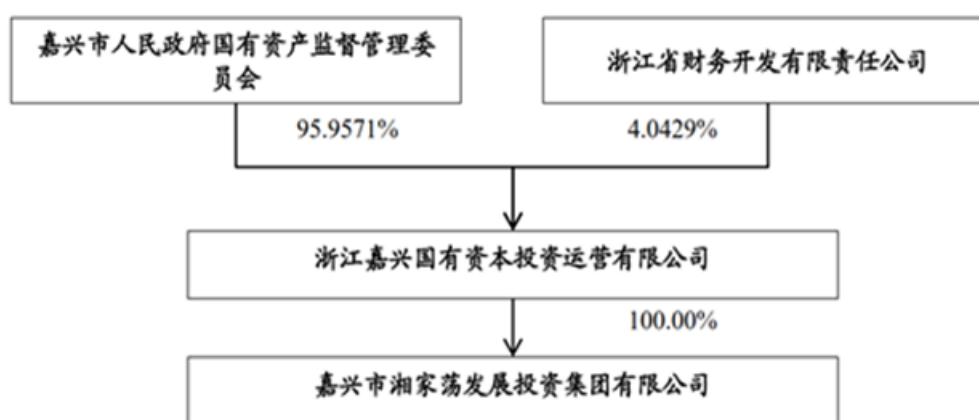 嘉兴市人民政府国有资产监督管理委
员会
浙江省财务开发有限责任公司
95.9571%
4.0429%
浙江嘉兴国有资本投资运营有限公司
100.00%
嘉兴市湘家荡发展投资集团有限公司